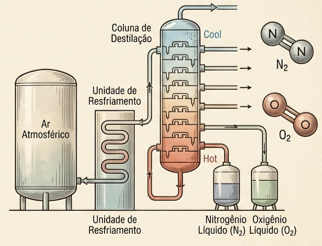 Coluna de
Destilação
Cool
N
N
N₂
Unidade de
Resfriamento
Ar
Atmosférico
O
O
O₂
Hot
Unidade de
Resfriamento
Nitrogênio
Líquido (N₂)
Oxigênio
Líquido (O₂)